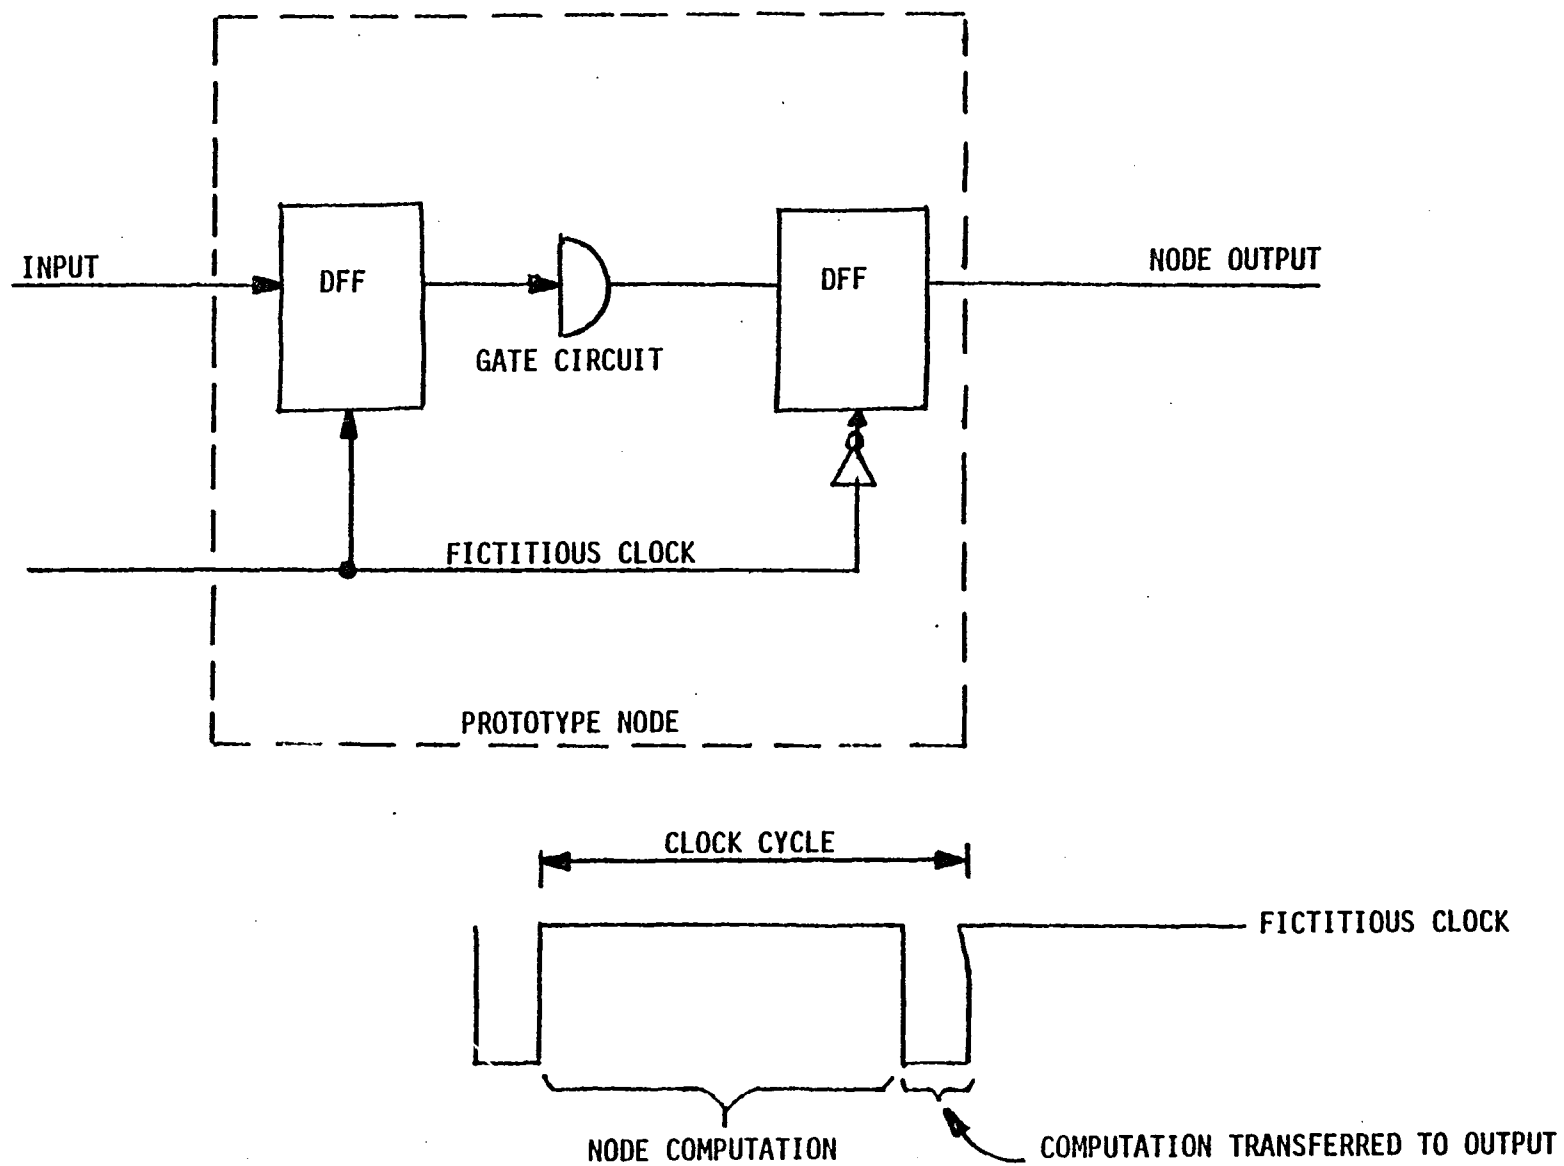 INPUT
DFF
DFF
NODE OUTPUT
GATE CIRCUIT
FICTITIOUS CLOCK
PROTOTYPE NODE
CLOCK CYCLE
FICTITIOUS CLOCK
NODE COMPUTATION
COMPUTATION TRANSFERRED TO OUTPUT